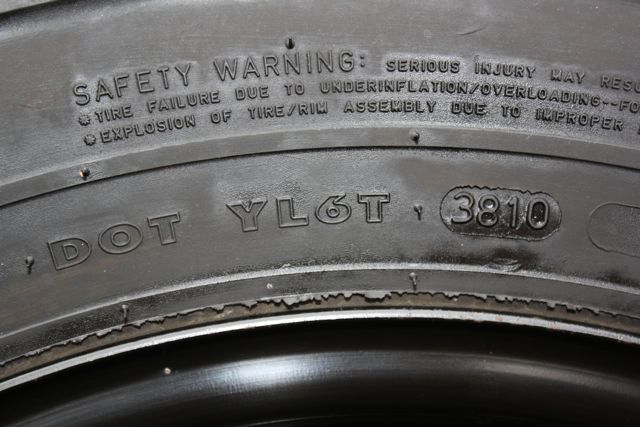 SAFETY WARNING: SERIOUS INJURY MAY
* TIRE FAILURE DUE TO UNDERINFLATION/OVERLOADING--
* EXPLOSION OF TIRE/RIM ASSEMBLY DUE TO IMPROPER
DOT YL6T 3810